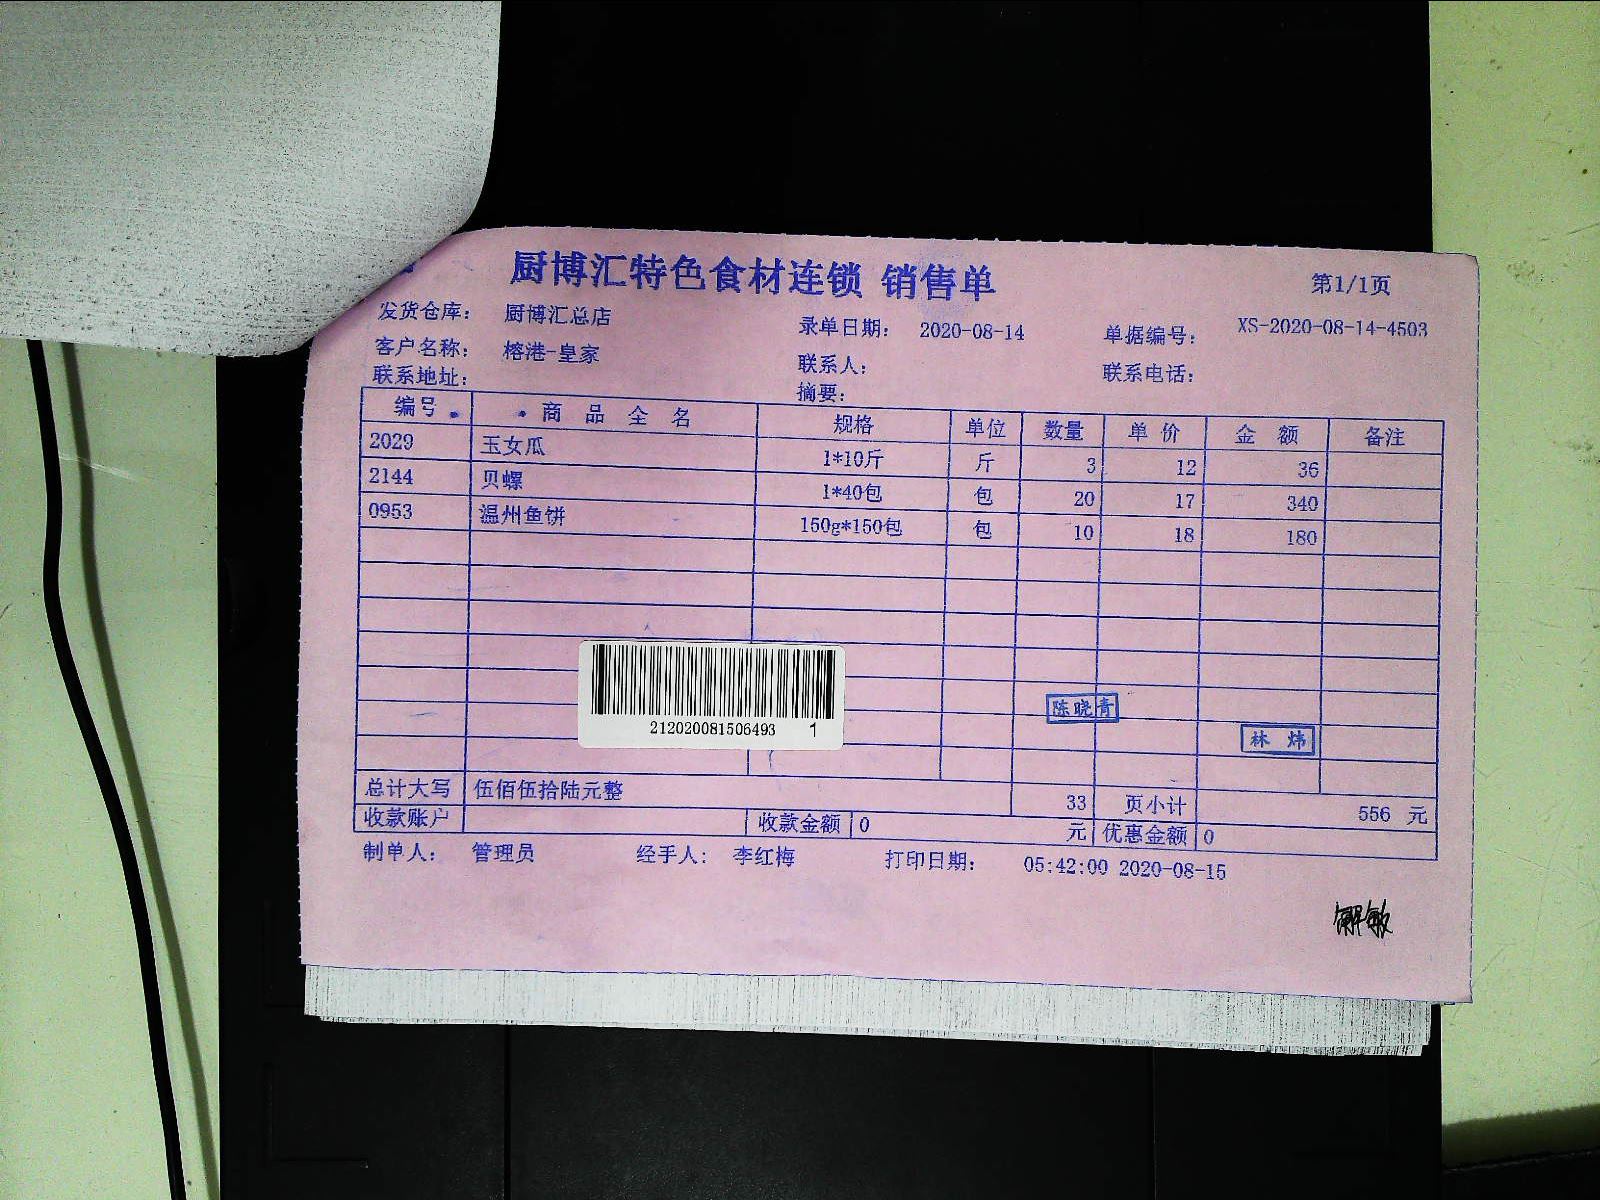 厨博汇特色食材连锁 销售单
第1/1页
发货仓库： 厨博汇总店 录单日期： 2020-08-14 单据编号： XS-2020-08-14-4503
客户名称： 榕港-皇家 联系人： 联系电话：
联系地址： 摘要：
编号 商品全名 规格 单位 数量 单价 金额 备注
2029 玉女瓜 1*10斤 斤 3 12 36
2144 贝螺 1*40包 包 20 17 340
0953 温州鱼饼 150g*150包 包 10 18 180
212020081506493 1
陈晓青
林炜
总计大写 伍佰伍拾陆元整 33 页小计 556 元
收款账户 收款金额 0 元 优惠金额 0
制单人： 管理员 经手人： 李红梅 打印日期： 05:42:00 2020-08-15